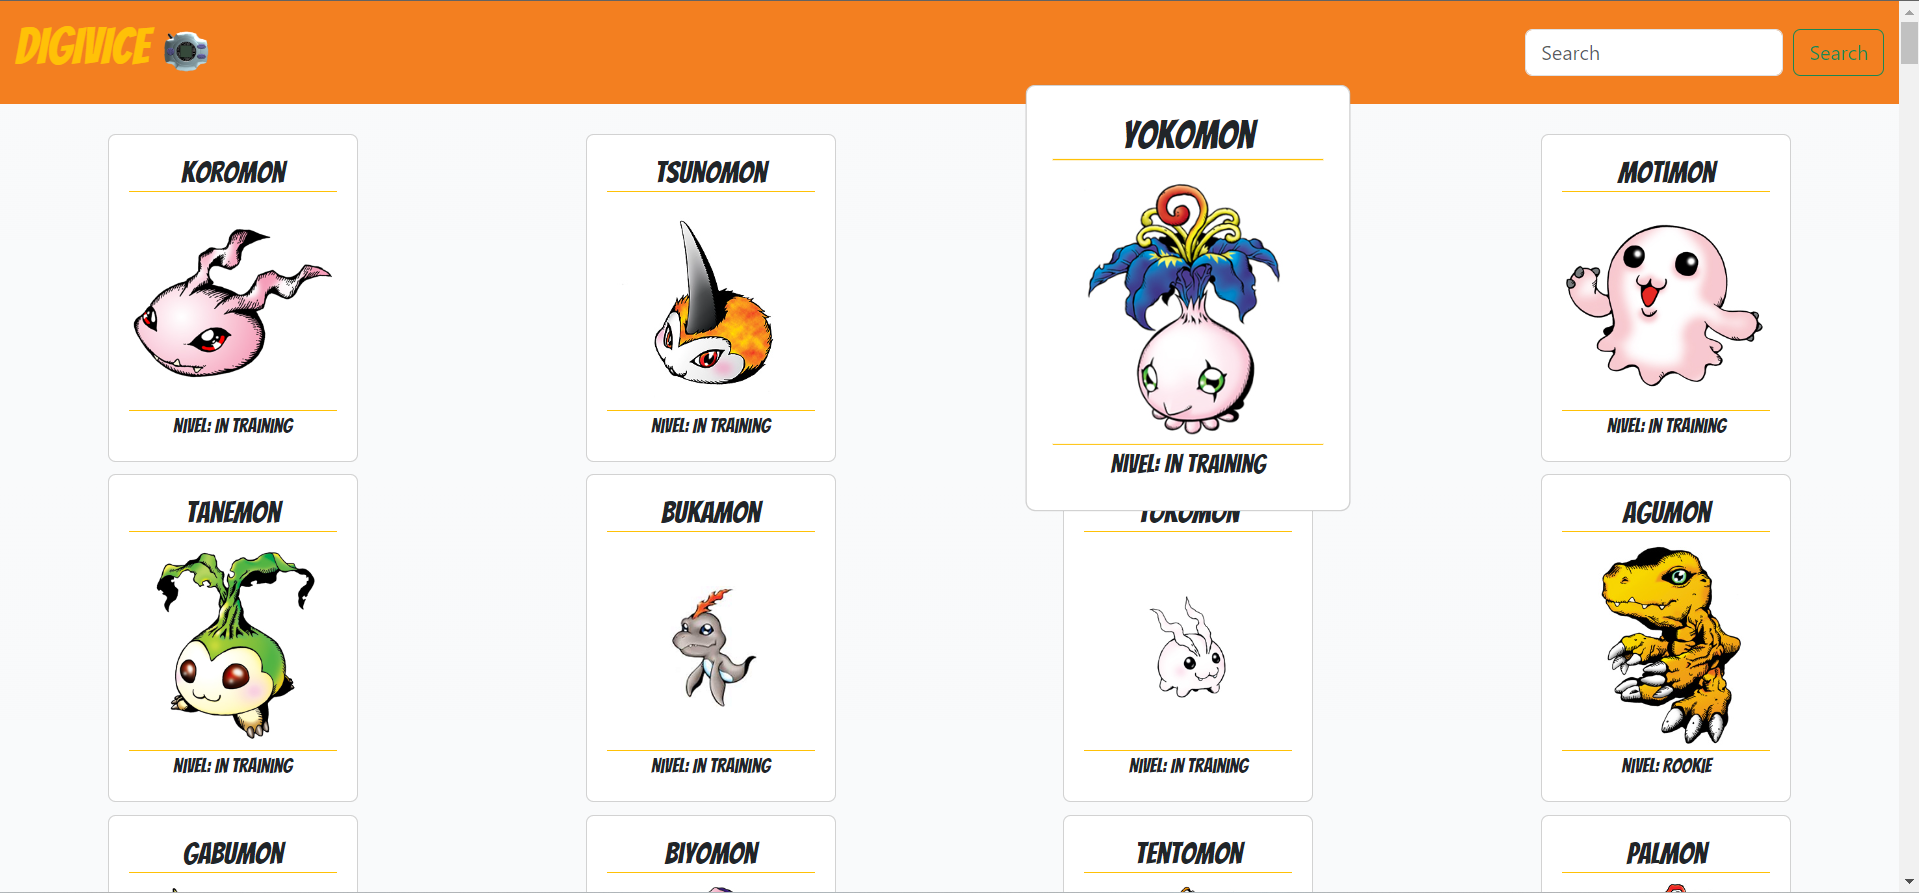 DIGIVICE
Search
Search
KOROMON
NIVEL: IN TRAINING
TSUNOMON
NIVEL: IN TRAINING
YOKOMON
NIVEL: IN TRAINING
MOTIMON
NIVEL: IN TRAINING
TANEMON
NIVEL: IN TRAINING
BUKAMON
NIVEL: IN TRAINING
TOKOMON
NIVEL: IN TRAINING
AGUMON
NIVEL: ROOKIE
GABUMON
BIYOMON
TENTOMON
PALMON